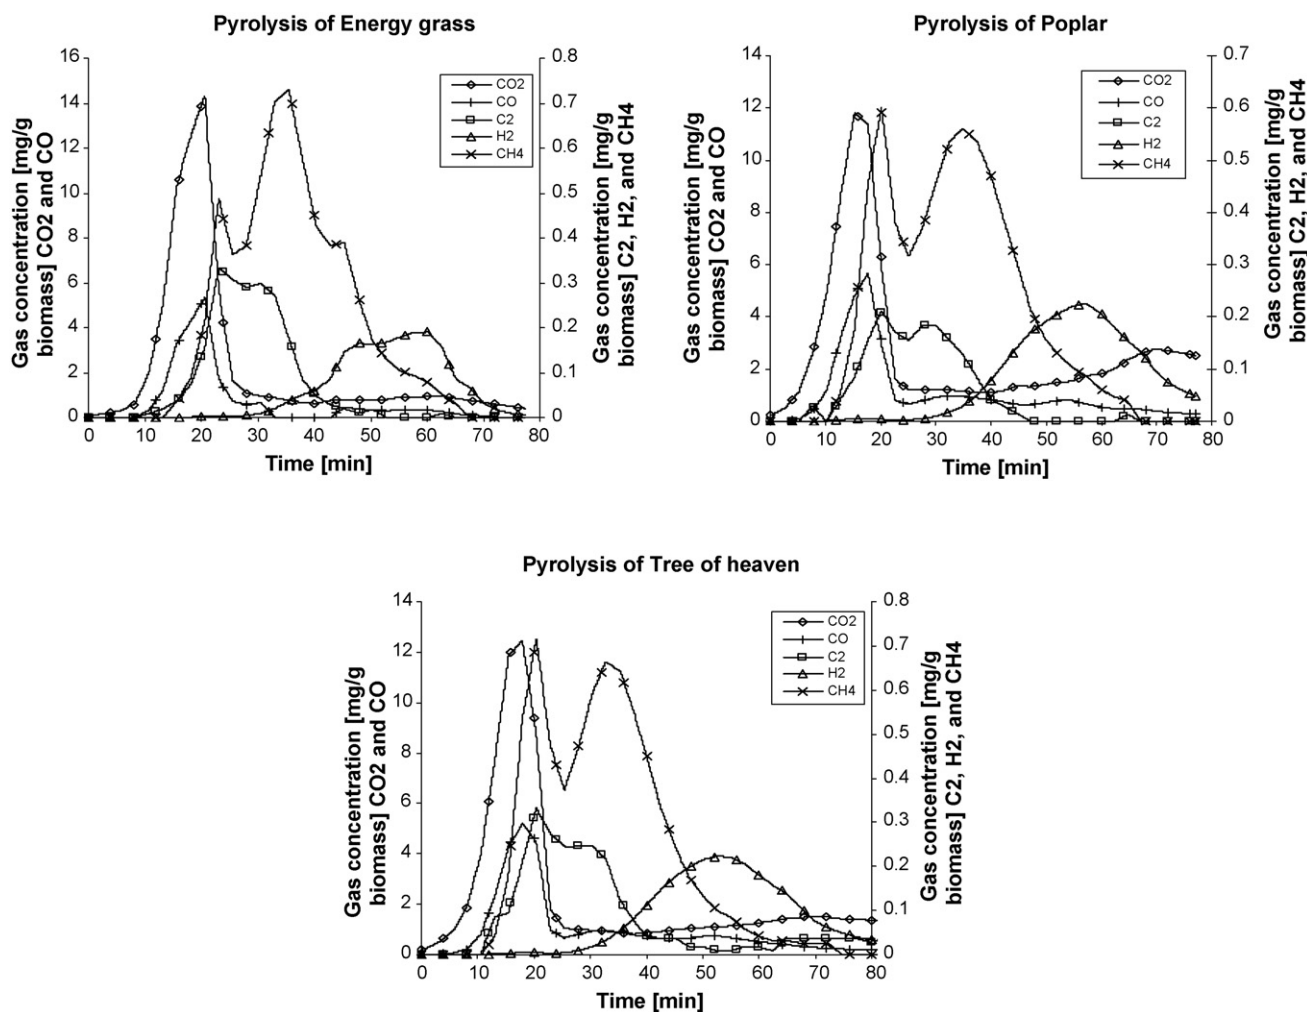 Pyrolysis of Energy grass
Gas concentration [mg/g
biomass] CO2 and CO
16
14
12
10
8
6
4
2
0
0 10 20 30 40 50 60 70 80
Time [min]
0.8
0.7
0.6
0.5
0.4
0.3
0.2
0.1
0
Gas concentration [mg/g
biomass] C2, H2, and CH4
CO2
CO
C2
H2
CH4
Pyrolysis of Poplar
Gas concentration [mg/g
biomass] CO2 and CO
14
12
10
8
6
4
2
0
0 10 20 30 40 50 60 70 80
Time [min]
0.7
0.6
0.5
0.4
0.3
0.2
0.1
0
Gas concentration [mg/g
biomass] C2, H2, and CH4
CO2
CO
C2
H2
CH4
Pyrolysis of Tree of heaven
Gas concentration [mg/g
biomass] CO2 and CO
14
12
10
8
6
4
2
0
0 10 20 30 40 50 60 70 80
Time [min]
0.8
0.7
0.6
0.5
0.4
0.3
0.2
0.1
0
Gas concentration [mg/g
biomass] C2, H2, and CH4
CO2
CO
C2
H2
CH4